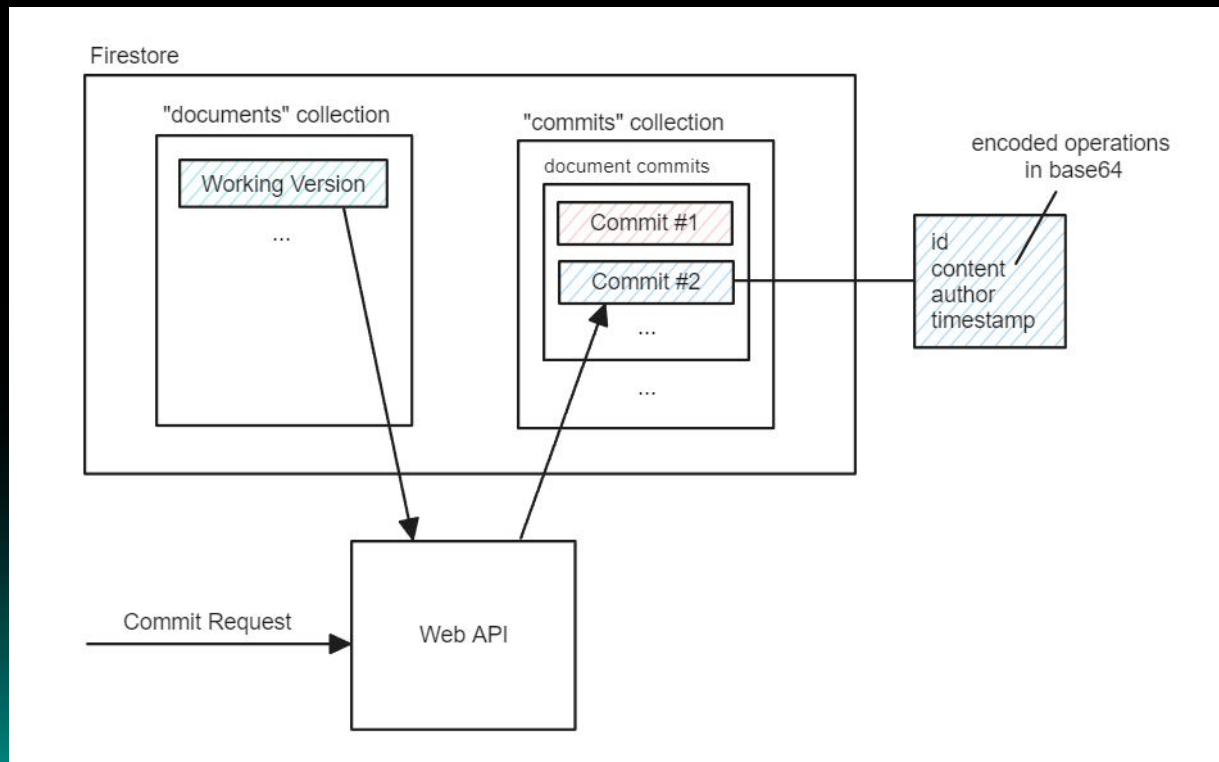 Firestore
"documents" collection
Working Version
...
"commits" collection
document commits
Commit #1
Commit #2
...
...
encoded operations
in base64
id
content
author
timestamp
Commit Request
Web API